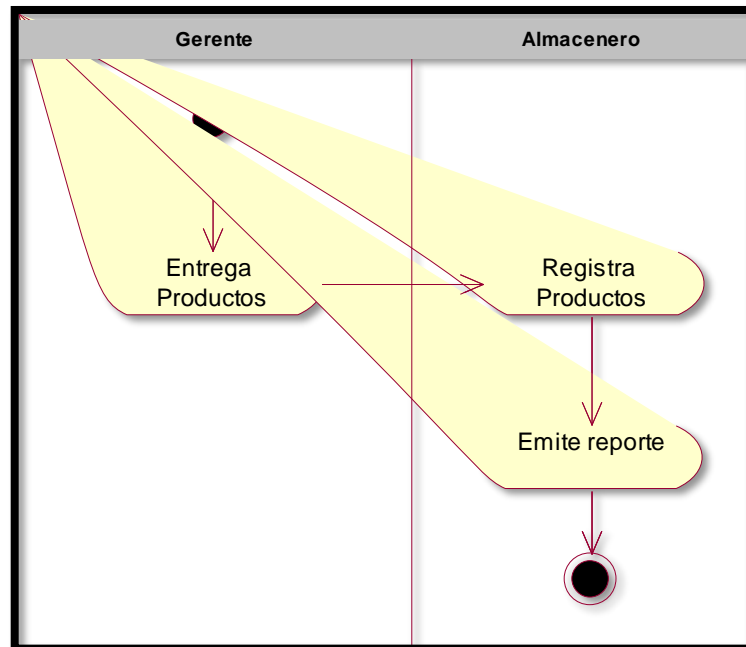 Gerente
Almacenero
Entrega
Productos
Registra
Productos
Emite reporte